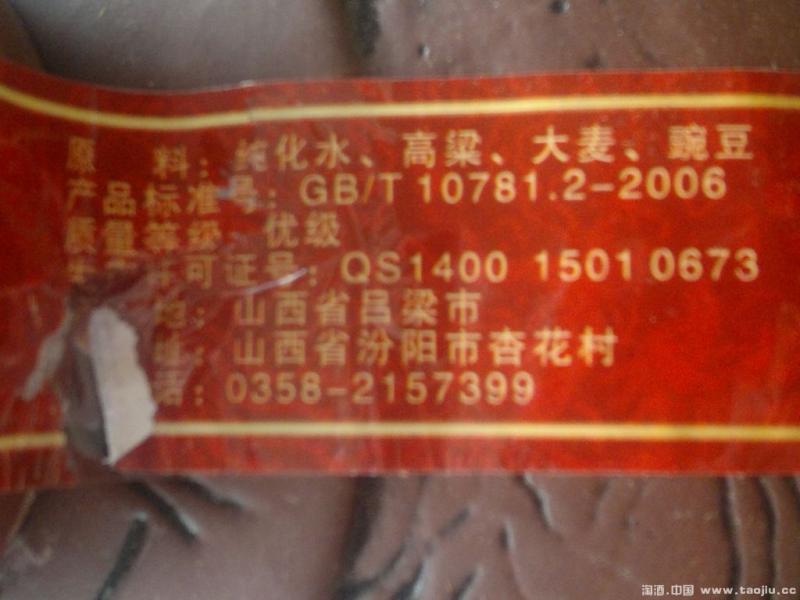 原 料：纯化水、高梁、大麦、豌豆
产品标准号：GB/T 10781.2-2006
质量等级：优级
许可证号：QS1400 1501 0673
地：山西省吕梁市
址：山西省汾阳市杏花村
话：0358-2157399
淘酒.中国 www.taojiu.cc